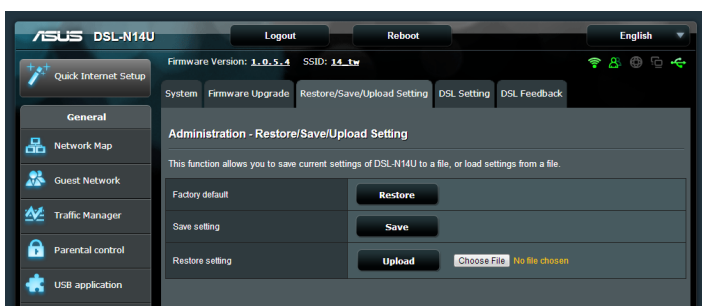 ASUS DSL-N14U Logout Reboot English
Quick Internet Setup
Firmware Version: 1.0.5.4 SSID: 14_tw
System Firmware Upgrade Restore/Save/Upload Setting DSL Setting DSL Feedback
General
Network Map
Guest Network
Traffic Manager
Parental control
USB application
Administration - Restore/Save/Upload Setting
This function allows you to save current settings of DSL-N14U to a file, or load settings from a file.
Factory default Restore
Save setting Save
Restore setting Upload Choose File No file chosen